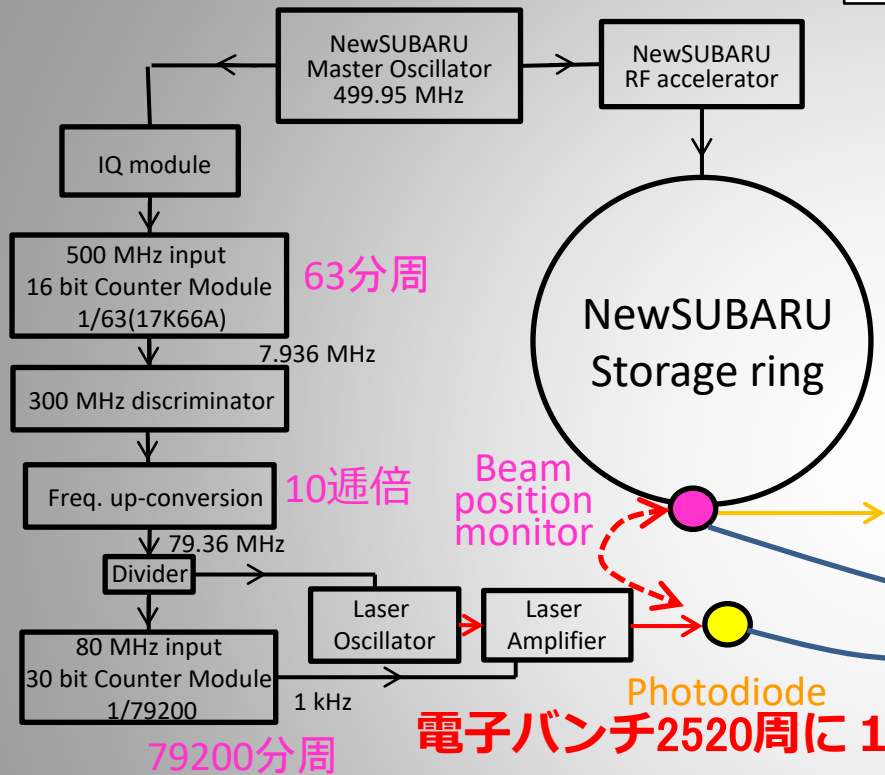 NewSUBARU
Master Oscillator
499.95 MHz
NewSUBARU
RF accelerator
IQ module
500 MHz input
16 bit Counter Module
1/63(17K66A)
63分周
7.936 MHz
300 MHz discriminator
Freq. up-conversion
10逓倍
79.36 MHz
Divider
80 MHz input
30 bit Counter Module
1/79200
79200分周
1 kHz
Laser
Oscillator
Laser
Amplifier
NewSUBARU
Storage ring
Beam
position
monitor
Photodiode
電子バンチ2520周に1